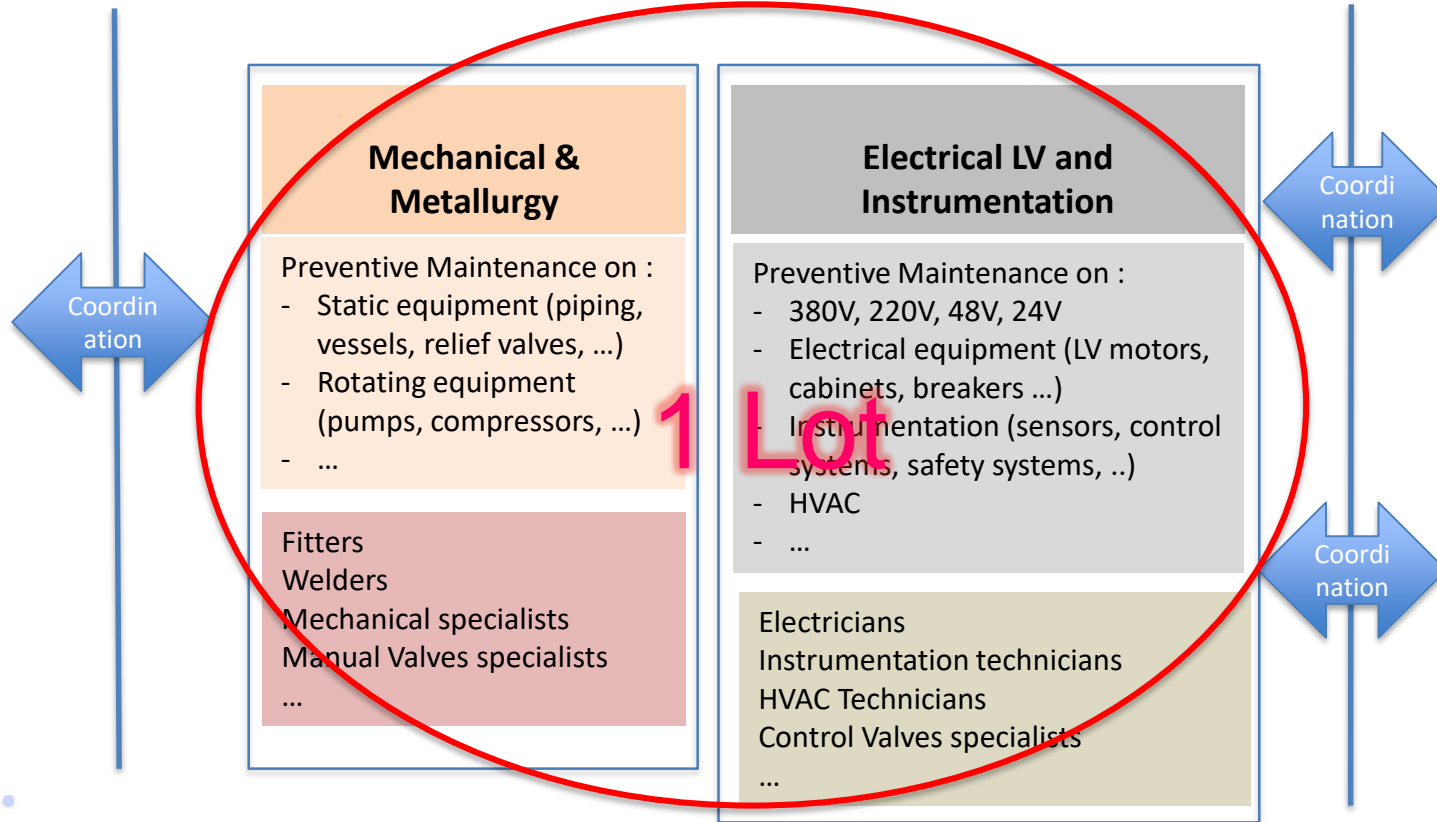 Coordin
ation
Mechanical &
Metallurgy
Preventive Maintenance on :
- Static equipment (piping,
vessels, relief valves, …)
- Rotating equipment
(pumps, compressors, …)
- …
Fitters
Welders
Mechanical specialists
Manual Valves specialists
…
1 Lot
Electrical LV and
Instrumentation
Preventive Maintenance on :
- 380V, 220V, 48V, 24V
- Electrical equipment (LV motors,
cabinets, breakers …)
- Instrumentation (sensors, control
systems, safety systems, ..)
- HVAC
- …
Electricians
Instrumentation technicians
HVAC Technicians
Control Valves specialists
…
Coordi
nation
Coordi
nation